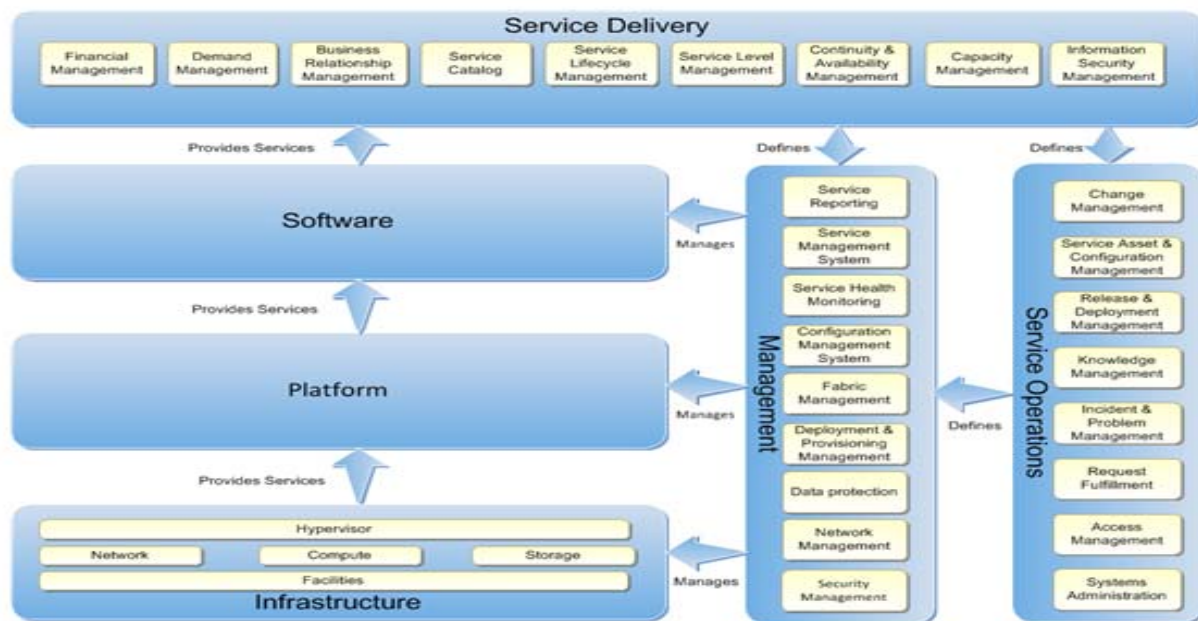 Service Delivery
Financial
Management
Demand
Management
Business
Relationship
Management
Service
Catalog
Service
Lifecycle
Management
Service Level
Management
Continuity &
Availability
Management
Capacity
Management
Information
Security
Management
Provides Services
Defines
Defines
Software
Manages
Provides Services
Platform
Manages
Provides Services
Hypervisor
Network
Compute
Storage
Facilities
Infrastructure
Manages
Management
Service
Reporting
Service
Management
System
Service Health
Monitoring
Configuration
Management
System
Fabric
Management
Deployment &
Provisioning
Management
Data protection
Network
Management
Security
Management
Defines
Service Operations
Change
Management
Service Asset &
Configuration
Management
Release &
Deployment
Management
Knowledge
Management
Incident &
Problem
Management
Request
Fulfillment
Access
Management
Systems
Administration